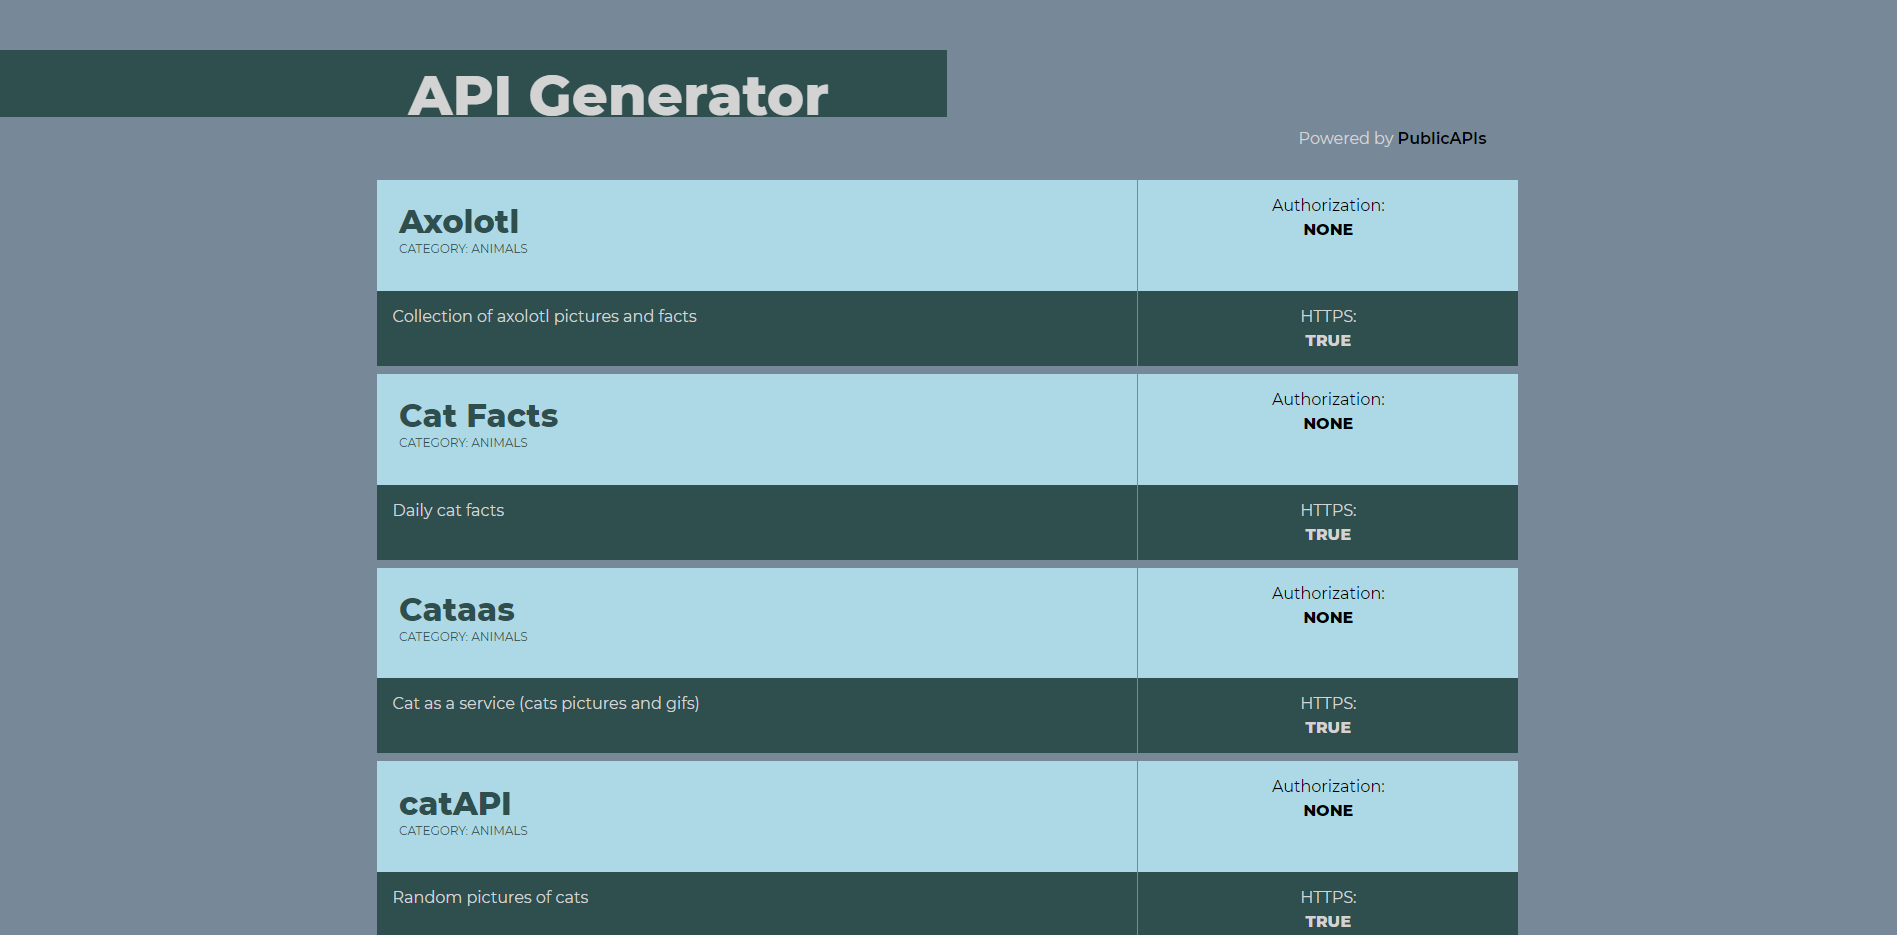 API Generator
Powered by PublicAPIs
Axolotl
CATEGORY: ANIMALS
Authorization:
NONE
Collection of axolotl pictures and facts
HTTPS:
TRUE
Cat Facts
CATEGORY: ANIMALS
Authorization:
NONE
Daily cat facts
HTTPS:
TRUE
Cataas
CATEGORY: ANIMALS
Authorization:
NONE
Cat as a service (cats pictures and gifs)
HTTPS:
TRUE
catAPI
CATEGORY: ANIMALS
Authorization:
NONE
Random pictures of cats
HTTPS:
TRUE